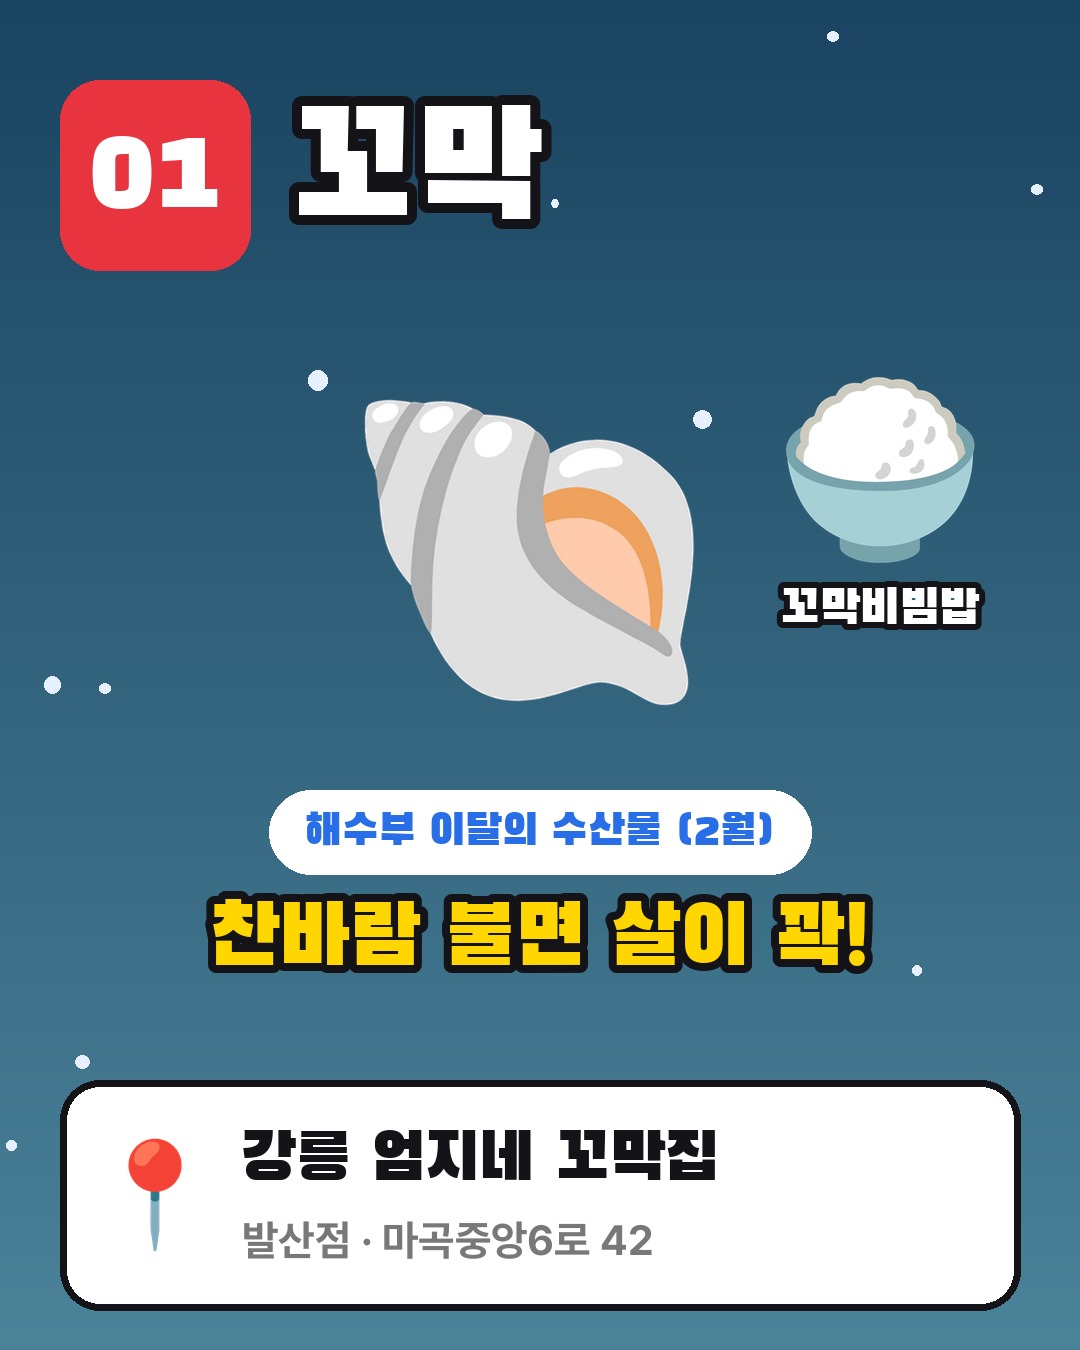 01
꼬막
꼬막비빔밥
해수부 이달의 수산물 (2월)
찬바람 불면 살이 꽉!
강릉 엄지네 꼬막집
발산점 · 마곡중앙6로 42